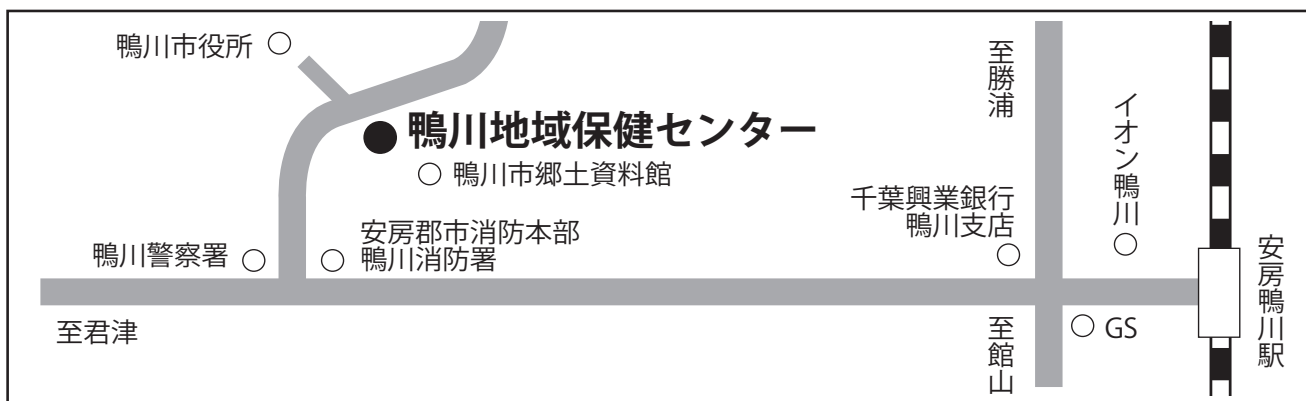 鴨川市役所
鴨川地域保健センター
鴨川市郷土資料館
鴨川警察署
安房郡市消防本部
鴨川消防署
至君津
至勝浦
千葉興業銀行
鴨川支店
イオン鴨川
至館山
GS
安房鴨川駅